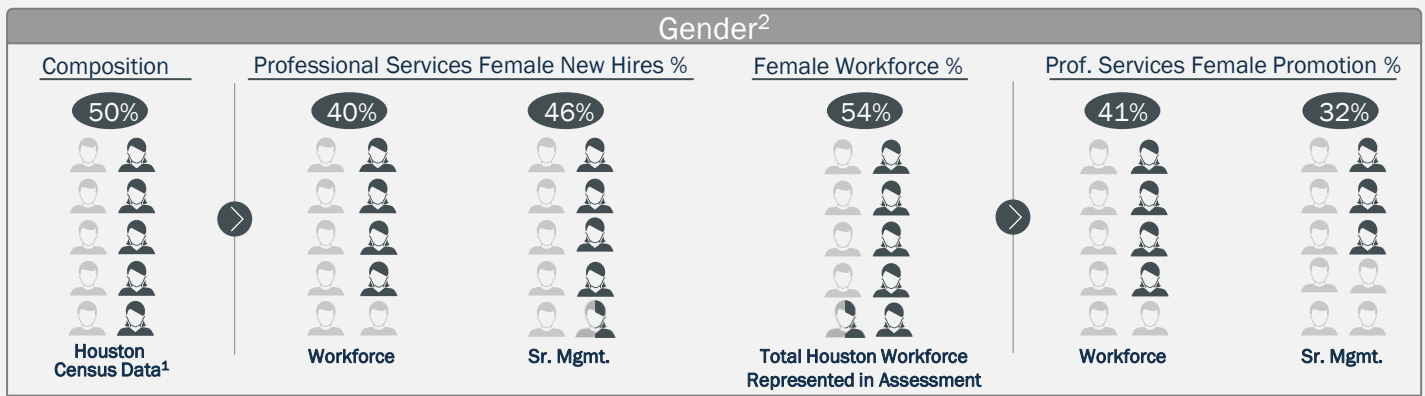 Gender²
Composition
50%
Houston
Census Data¹
Professional Services Female New Hires %
40%
Workforce
46%
Sr. Mgmt.
Female Workforce %
54%
Total Houston Workforce
Represented in Assessment
Prof. Services Female Promotion %
41%
Workforce
32%
Sr. Mgmt.